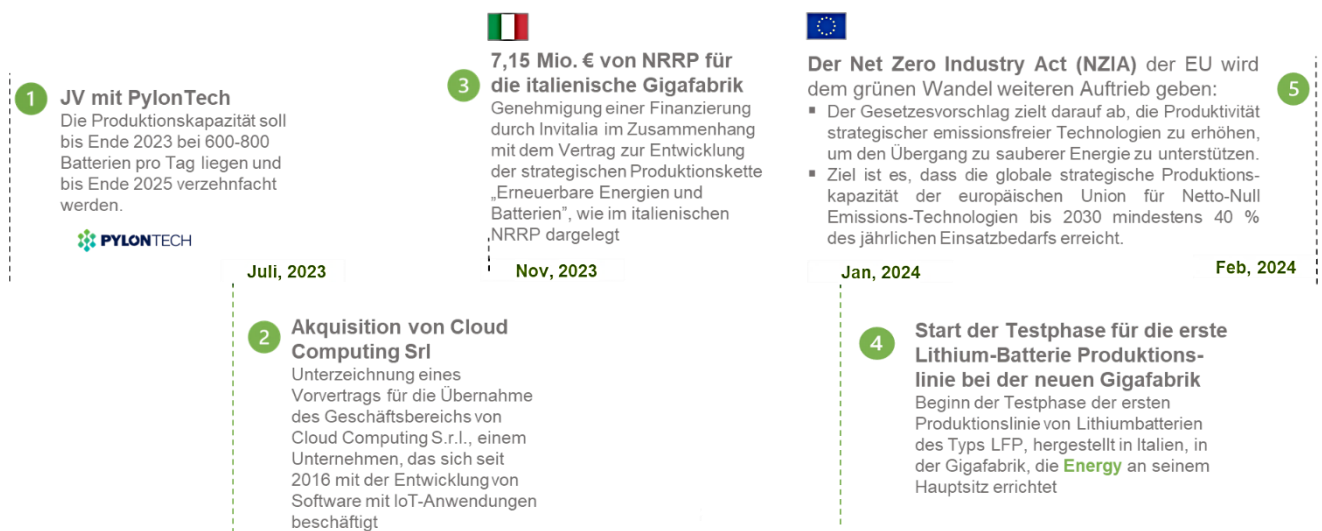 1
JV mit PylonTech
Die Produktionskapazität soll
bis Ende 2023 bei 600-800
Batterien pro Tag liegen und
bis Ende 2025 verzehnfacht
werden.
PYLONTECH
Juli, 2023
2
Akquisition von Cloud
Computing Srl
Unterzeichnung eines
Vorvertrags für die Übernahme
des Geschäftsbereichs von
Cloud Computing S.r.l., einem
Unternehmen, das sich seit
2016 mit der Entwicklung von
Software mit IoT-Anwendungen
beschäftigt
3
7,15 Mio. € von NRRP für
die italienische Gigafabrik
Genehmigung einer Finanzierung
durch Invitalia im Zusammenhang
mit dem Vertrag zur Entwicklung
der strategischen Produktionskette
„Erneuerbare Energien und
Batterien”, wie im italienischen
NRRP dargelegt
Nov, 2023
Jan, 2024
4
Start der Testphase für die erste
Lithium-Batterie Produktions-
linie bei der neuen Gigafabrik
Beginn der Testphase der ersten
Produktionslinie von Lithiumbatterien
des Typs LFP, hergestellt in Italien, in
der Gigafabrik, die Energy an seinem
Hauptsitz errichtet
Der Net Zero Industry Act (NZIA) der EU wird
dem grünen Wandel weiteren Auftrieb geben:
5
▪ Der Gesetzesvorschlag zielt darauf ab, die Produktivität
strategischer emissionsfreier Technologien zu erhöhen,
um den Übergang zu sauberer Energie zu unterstützen.
▪ Ziel ist es, dass die globale strategische Produktions-
kapazität der europäischen Union für Netto-Null
Emissions-Technologien bis 2030 mindestens 40 %
des jährlichen Einsatzbedarfs erreicht.
Feb, 2024